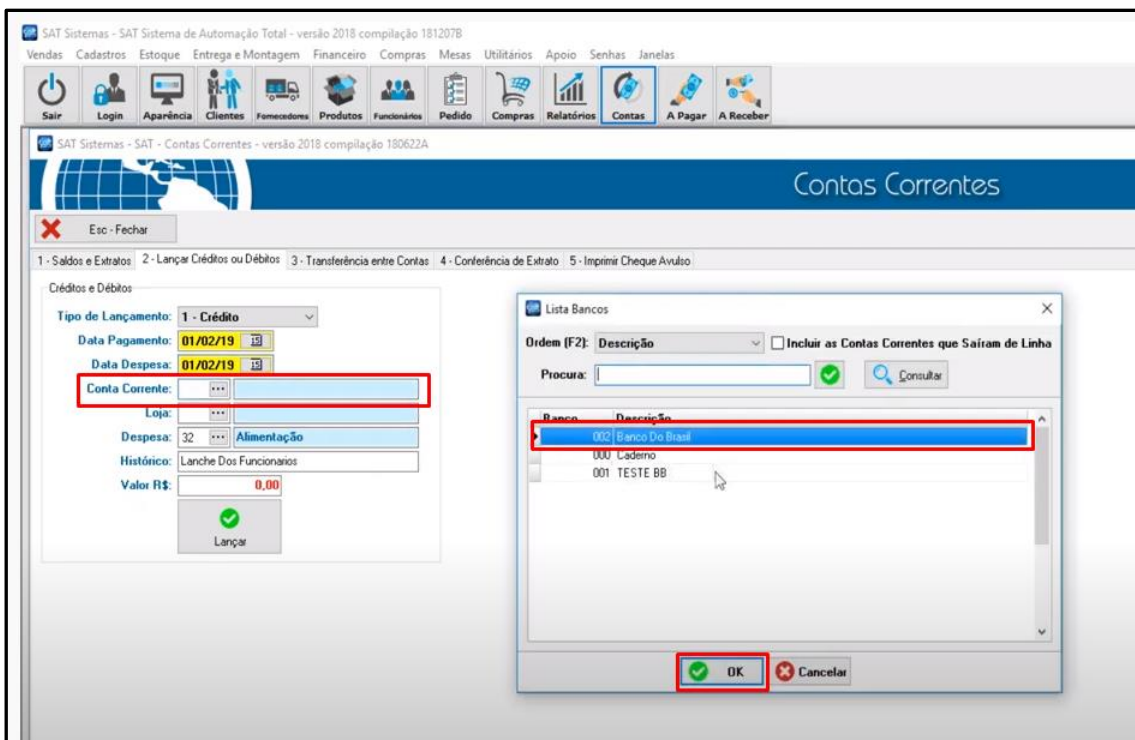 SAT Sistemas - SAT Sistema de Automação Total - versão 2018 compilação 181207B
Vendas Cadastros Estoque Entrega e Montagem Financeiro Compras Mesas Utilitários Apoio Senhas Janelas
Sair Login Aparência Clientes Fornecedores Produtos Funcionários Pedido Compras Relatórios Contas A Pagar A Receber
SAT Sistemas - SAT - Contas Correntes - versão 2018 compilação 180622A
Contas Correntes
Esc - Fechar
1 - Saldos e Extratos 2 - Lançar Créditos ou Débitos 3 - Transferência entre Contas 4 - Conferência de Extrato 5 - Imprimir Cheque Avulso
Créditos e Débitos
Tipo de Lançamento: 1 - Crédito
Data Pagamento: 01/02/19 15
Data Despesa: 01/02/19 15
Conta Corrente: ...
Loja: ...
Despesa: 32 ... Alimentação
Histórico: Lanche Dos Funcionarios
Valor R$: 0,00
Lançar
Lista Bancos
Ordem (F2): Descrição Incluir as Contas Correntes que Saíram de Linha
Procura: Consultar
Banco Descrição
002 Banco Do Brasil
000 Caderno
001 TESTE BB
OK Cancelar